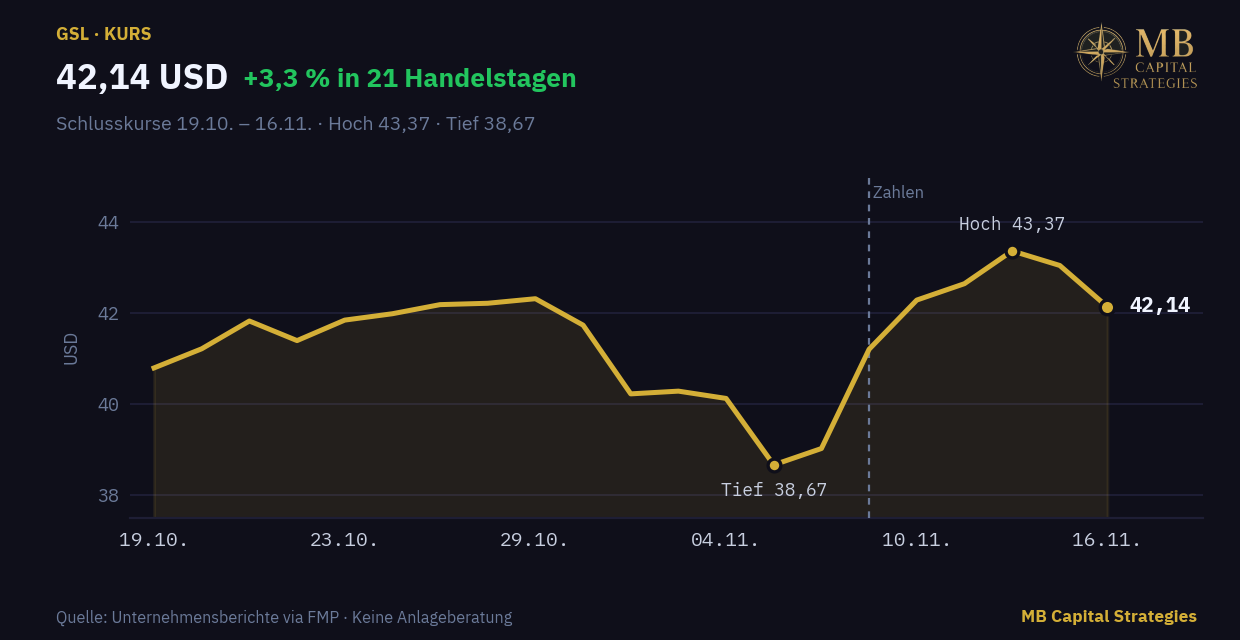 GSL · KURS
42,14 USD +3,3 % in 21 Handelstagen
Schlusskurse 19.10. – 16.11. · Hoch 43,37 · Tief 38,67
MB
CAPITAL
STRATEGIES
Zahlen
44
Hoch 43,37
42
42,14
USD
40
38
Tief 38,67
19.10. 23.10. 29.10. 04.11. 10.11. 16.11.
Quelle: Unternehmensberichte via FMP · Keine Anlageberatung
MB Capital Strategies